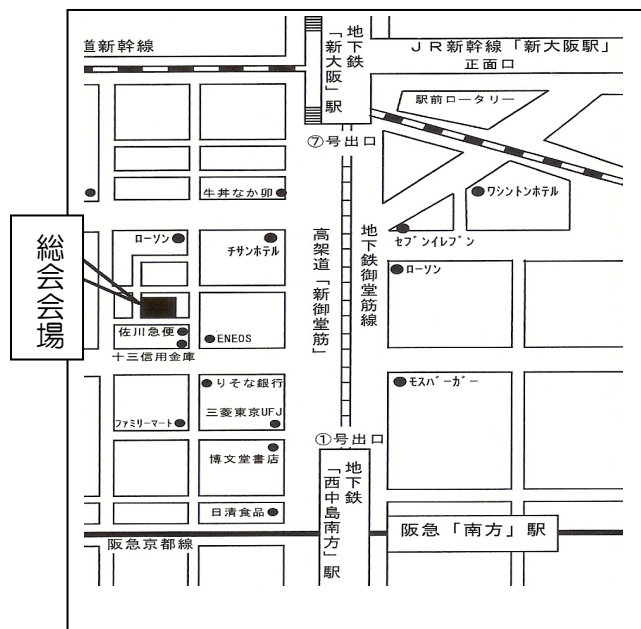 道新幹線
地下鉄
「新大阪」駅
JR新幹線「新大阪駅」
正面口
駅前ロータリー
⑦号出口
牛丼なか卯
ワシントンホテル
セブンイレブン
ローソン
チサンホテル
総会会場
高架道「新御堂筋」
地下鉄御堂筋線
ローソン
佐川急便
ENEOS
十三信用金庫
りそな銀行
モスバーガー
三菱東京UFJ
ファミリーマート
①号出口
博文堂書店
地下鉄
「西中島南方」駅
日清食品
阪急「南方」駅
阪急京都線